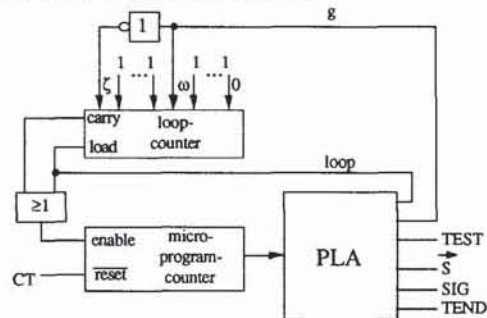 g
1
1 1 1 1
... ...
ζ ω 0
carry loop-
counter
load
loop
≥1
enable micro-
program-
counter
reset
CT
PLA
TEST
S
SIG
TEND